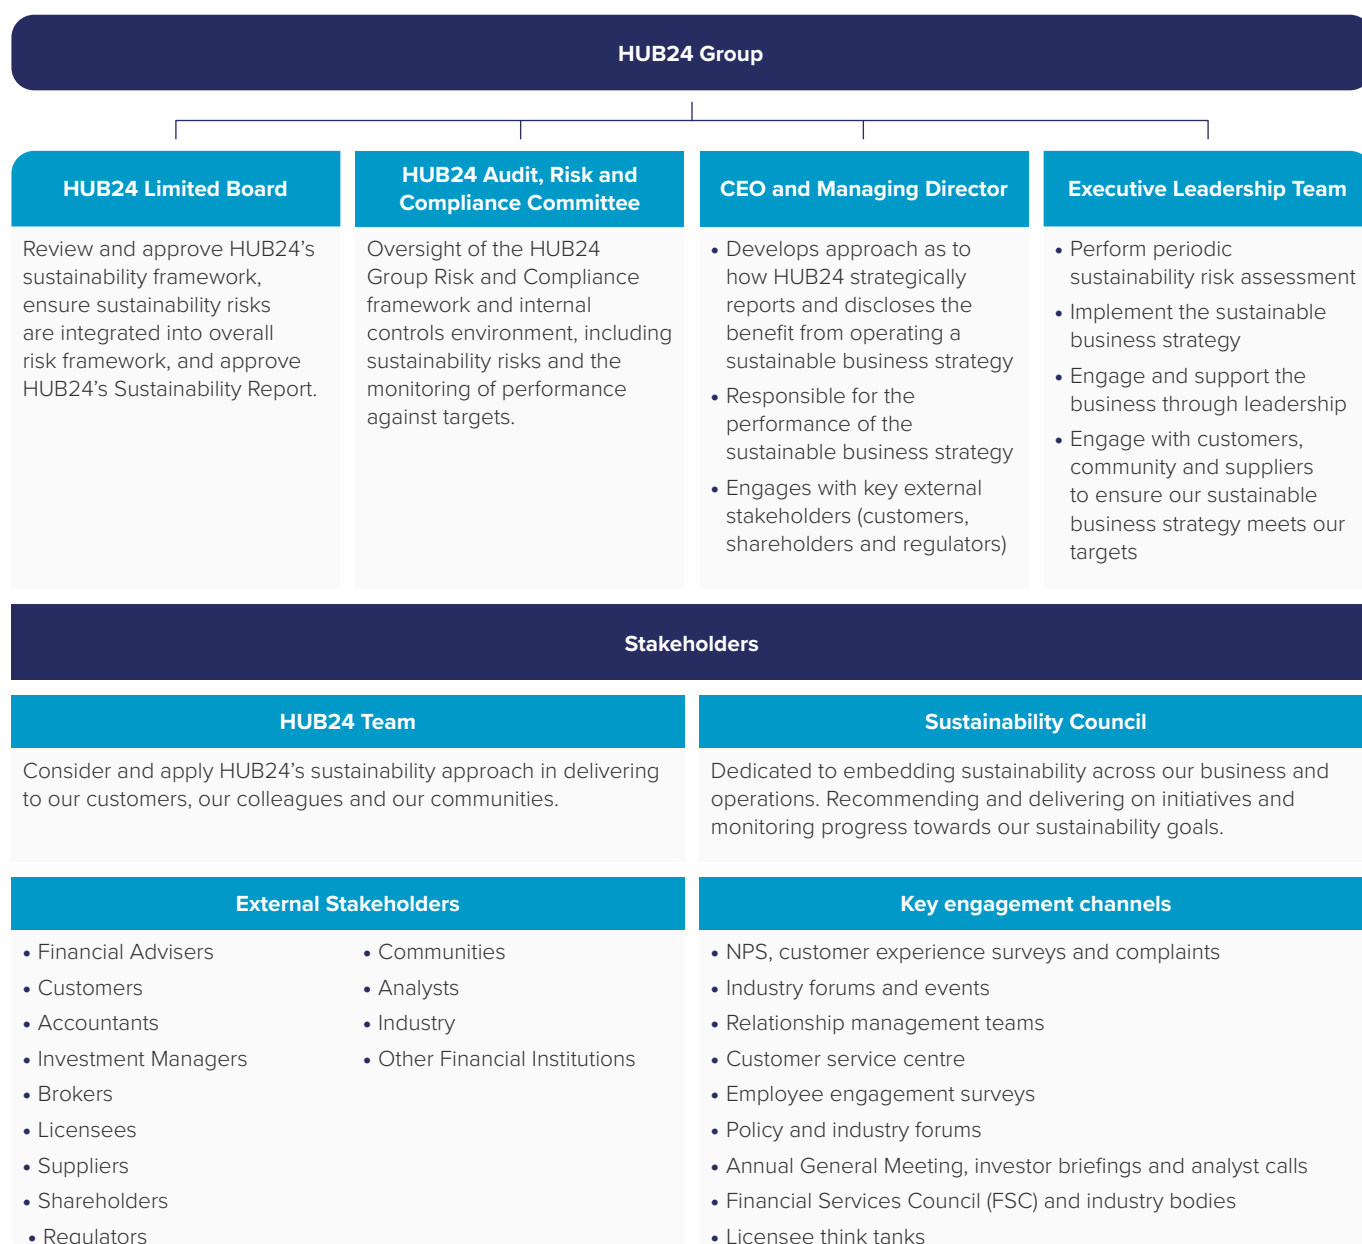 HUB24 Group
HUB24 Limited Board
Review and approve HUB24’s
sustainability framework,
ensure sustainability risks
are integrated into overall
risk framework, and approve
HUB24’s Sustainability Report.
HUB24 Audit, Risk and
Compliance Committee
Oversight of the HUB24
Group Risk and Compliance
framework and internal
controls environment, including
sustainability risks and the
monitoring of performance
against targets.
CEO and Managing Director
• Develops approach as to
how HUB24 strategically
reports and discloses the
benefit from operating a
sustainable business strategy
• Responsible for the
performance of the
sustainable business strategy
• Engages with key external
stakeholders (customers,
shareholders and regulators)
Executive Leadership Team
• Perform periodic
sustainability risk assessment
• Implement the sustainable
business strategy
• Engage and support the
business through leadership
• Engage with customers,
community and suppliers
to ensure our sustainable
business strategy meets our
targets
Stakeholders
HUB24 Team
Consider and apply HUB24’s sustainability approach in delivering
to our customers, our colleagues and our communities.
Sustainability Council
Dedicated to embedding sustainability across our business and
operations. Recommending and delivering on initiatives and
monitoring progress towards our sustainability goals.
External Stakeholders
• Financial Advisers
• Customers
• Accountants
• Investment Managers
• Brokers
• Licensees
• Suppliers
• Shareholders
• Regulators
• Communities
• Analysts
• Industry
• Other Financial Institutions
Key engagement channels
• NPS, customer experience surveys and complaints
• Industry forums and events
• Relationship management teams
• Customer service centre
• Employee engagement surveys
• Policy and industry forums
• Annual General Meeting, investor briefings and analyst calls
• Financial Services Council (FSC) and industry bodies
• Licensee think tanks